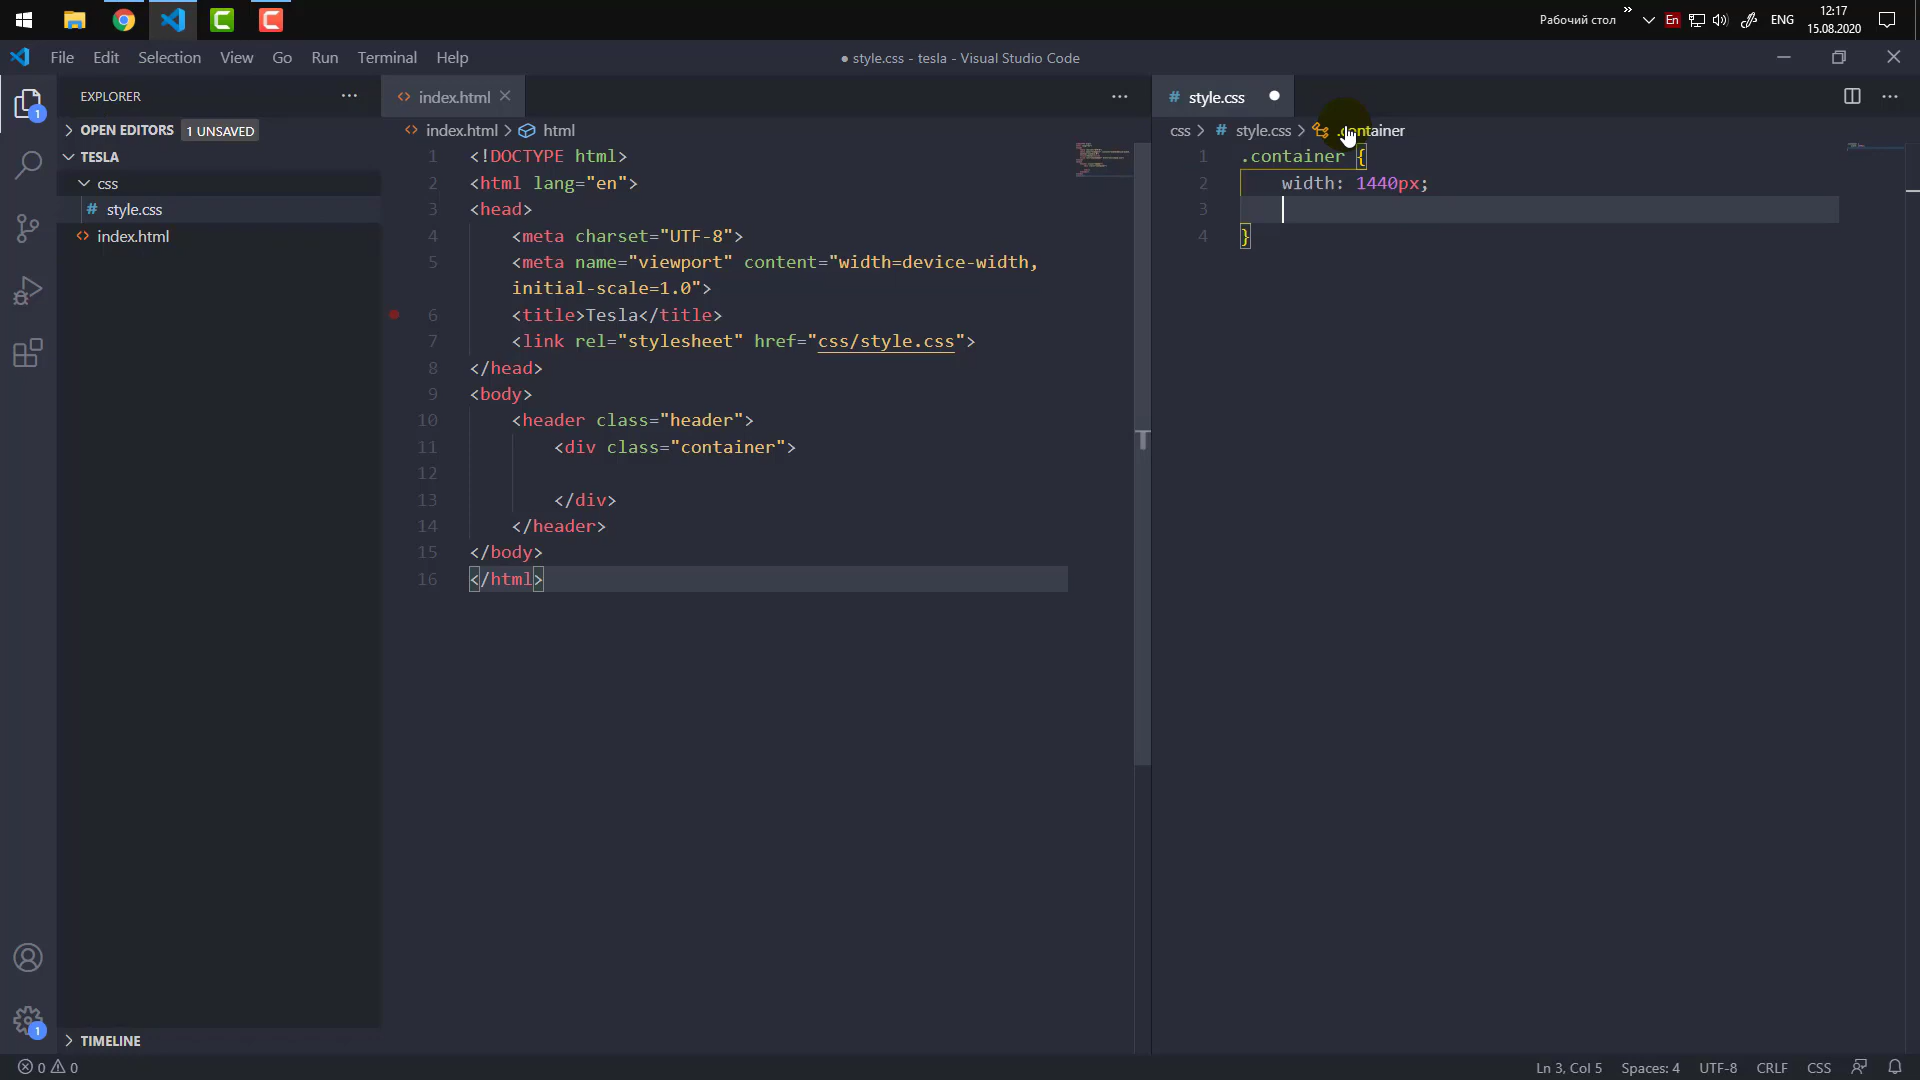 Рабочий стол
»
En
ENG
12:17
15.08.2020
File Edit Selection View Go Run Terminal Help
● style.css - tesla - Visual Studio Code
1
EXPLORER
OPEN EDITORS 1 UNSAVED
TESLA
css
# style.css
<> index.html
TIMELINE
1
<> index.html
index.html > html
1 <!DOCTYPE html>
2 <html lang="en">
3 <head>
4 <meta charset="UTF-8">
5 <meta name="viewport" content="width=device-width,
initial-scale=1.0">
6 <title>Tesla</title>
7 <link rel="stylesheet" href="css/style.css">
8 </head>
9 <body>
10 <header class="header">
11 <div class="container">
12
13 </div>
14 </header>
15 </body>
16 </html>
# style.css
css > # style.css > .container
1 .container {
2 width: 1440px;
3
4 }
0 0
Ln 3, Col 5 Spaces: 4 UTF-8 CRLF CSS